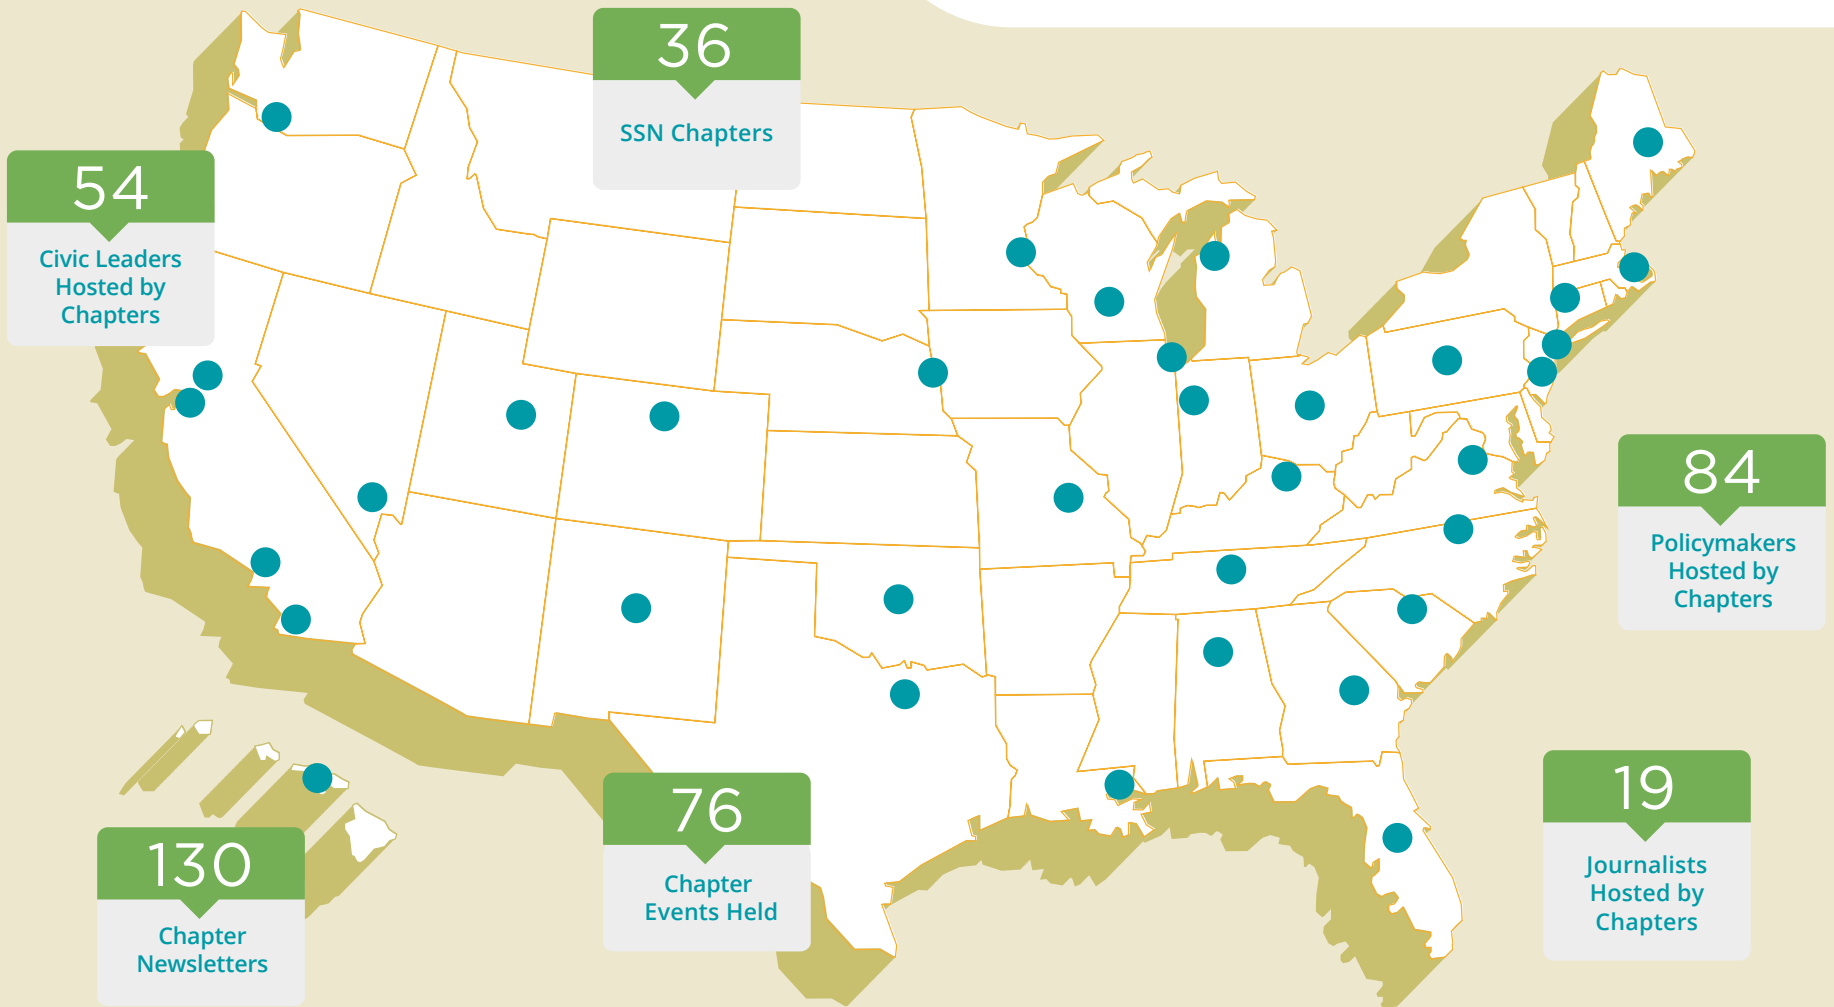 36
SSN Chapters
54
Civic Leaders
Hosted by
Chapters
84
Policymakers
Hosted by
Chapters
76
Chapter
Events Held
19
Journalists
Hosted by
Chapters
130
Chapter
Newsletters